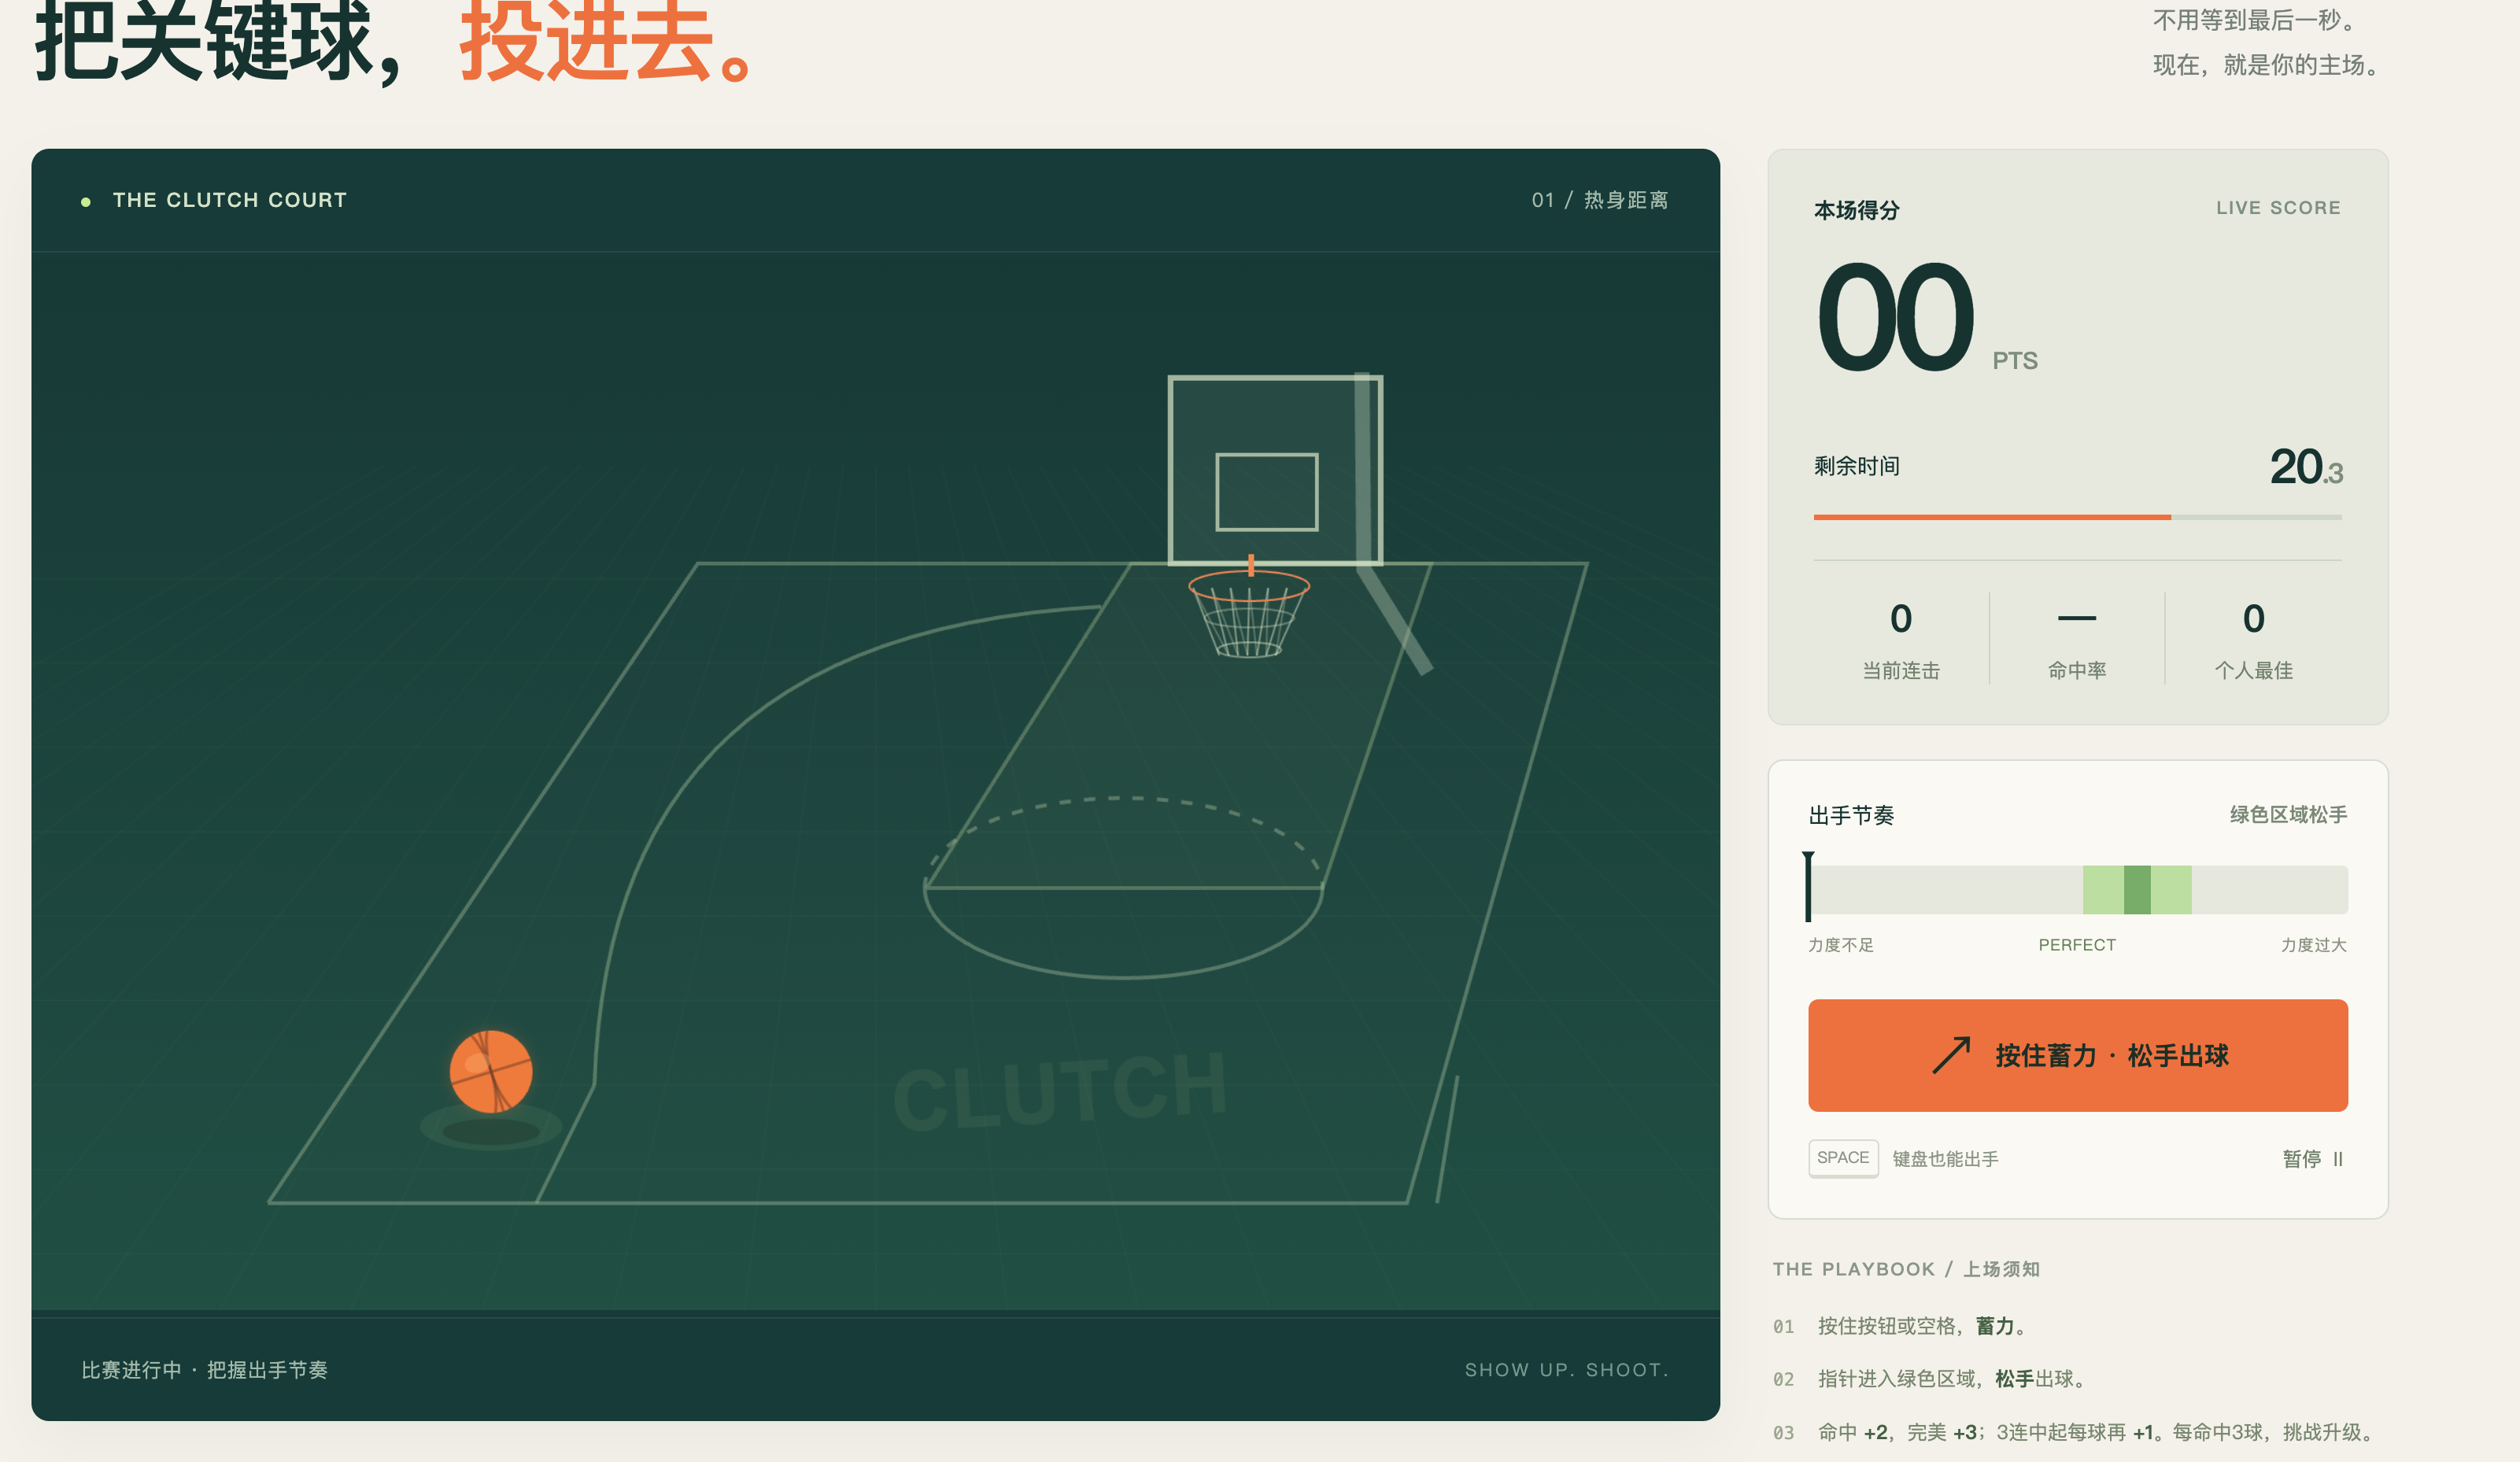 把关键球，投进去。
不用等到最后一秒。
现在，就是你的主场。
THE CLUTCH COURT
01 / 热身距离
CLUTCH
比赛进行中 · 把握出手节奏
SHOW UP. SHOOT.
本场得分
LIVE SCORE
00 PTS
剩余时间
20.3
0
当前连击
—
命中率
0
个人最佳
出手节奏
绿色区域松手
力度不足
PERFECT
力度过大
↗ 按住蓄力 · 松手出球
SPACE 键盘也能出手
暂停 II
THE PLAYBOOK / 上场须知
01 按住按钮或空格，蓄力。
02 指针进入绿色区域，松手出球。
03 命中 +2，完美 +3；3连中起每球再 +1。每命中3球，挑战升级。